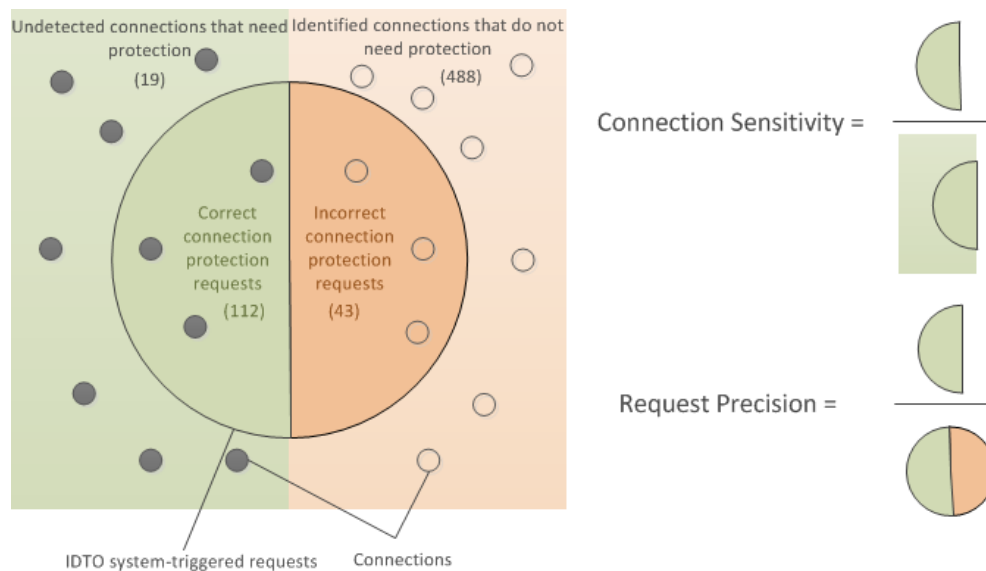 Undetected connections that need
protection
(19)
Identified connections that do not
need protection
(488)
Correct
connection
protection
requests
(112)
Incorrect
connection
protection
requests
(43)
IDTO system-triggered requests
Connections
Connection Sensitivity =
Request Precision =